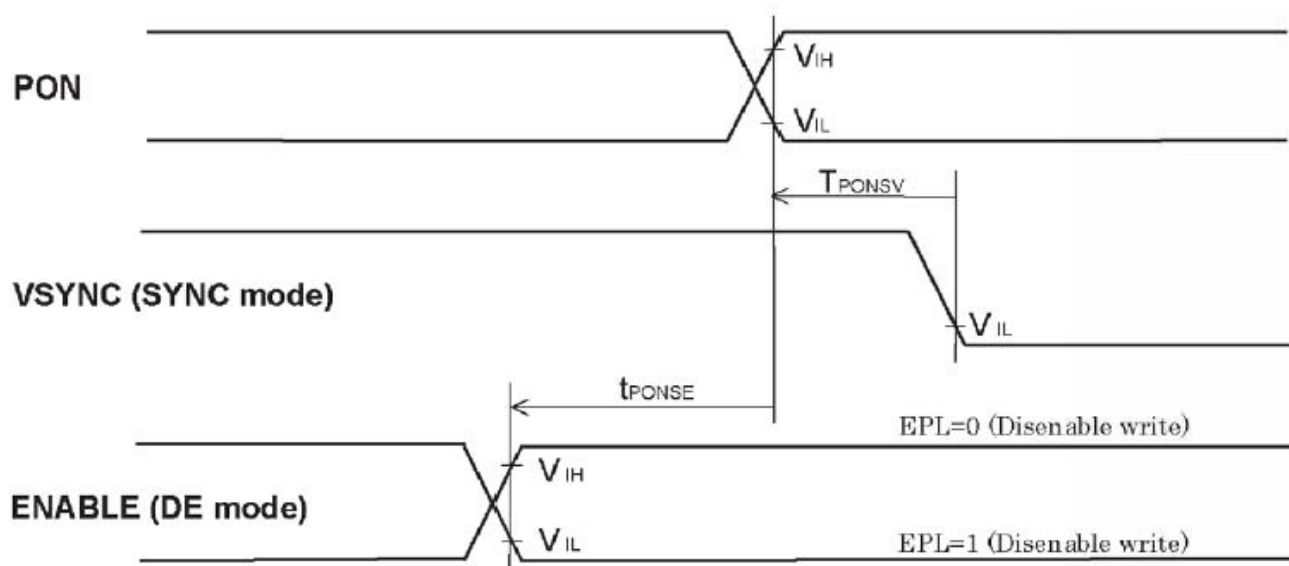 PON
VIH
VIL
TPONSV
VSYNC (SYNC mode)
VIL
tPONSE
EPL=0 (Disenable write)
VIH
ENABLE (DE mode)
VIL
EPL=1 (Disenable write)